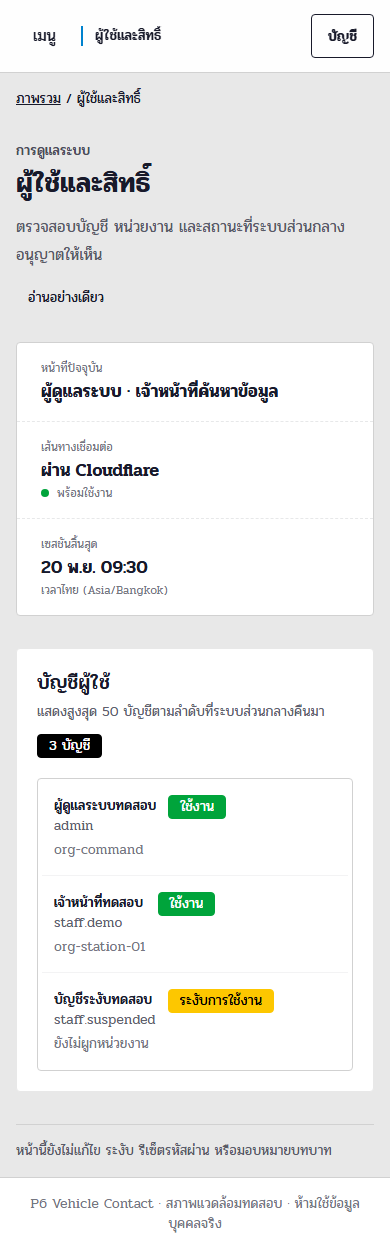 เมนู
ผู้ใช้และสิทธิ์
บัญชี
ภาพรวม / ผู้ใช้และสิทธิ์
การดูแลระบบ
ผู้ใช้และสิทธิ์
ตรวจสอบบัญชี หน่วยงาน และสถานะที่ระบบส่วนกลาง
อนุญาตให้เห็น
อ่านอย่างเดียว
หน้าที่ปัจจุบัน
ผู้ดูแลระบบ · เจ้าหน้าที่ค้นหาข้อมูล
เส้นทางเชื่อมต่อ
ผ่าน Cloudflare
พร้อมใช้งาน
เซสชันสิ้นสุด
20 พ.ย. 09:30
เวลาไทย (Asia/Bangkok)
บัญชีผู้ใช้
แสดงสูงสุด 50 บัญชีตามลำดับที่ระบบส่วนกลางคืนมา
3 บัญชี
ผู้ดูแลระบบทดสอบ ใช้งาน
admin
org-command
เจ้าหน้าที่ทดสอบ ใช้งาน
staff.demo
org-station-01
บัญชีระงับทดสอบ ระงับการใช้งาน
staff.suspended
ยังไม่ผูกหน่วยงาน
หน้านี้ยังไม่แก้ไข ระงับ รีเซ็ตรหัสผ่าน หรือมอบหมายบทบาท
P6 Vehicle Contact · สภาพแวดล้อมทดสอบ · ห้ามใช้ข้อมูล
บุคคลจริง